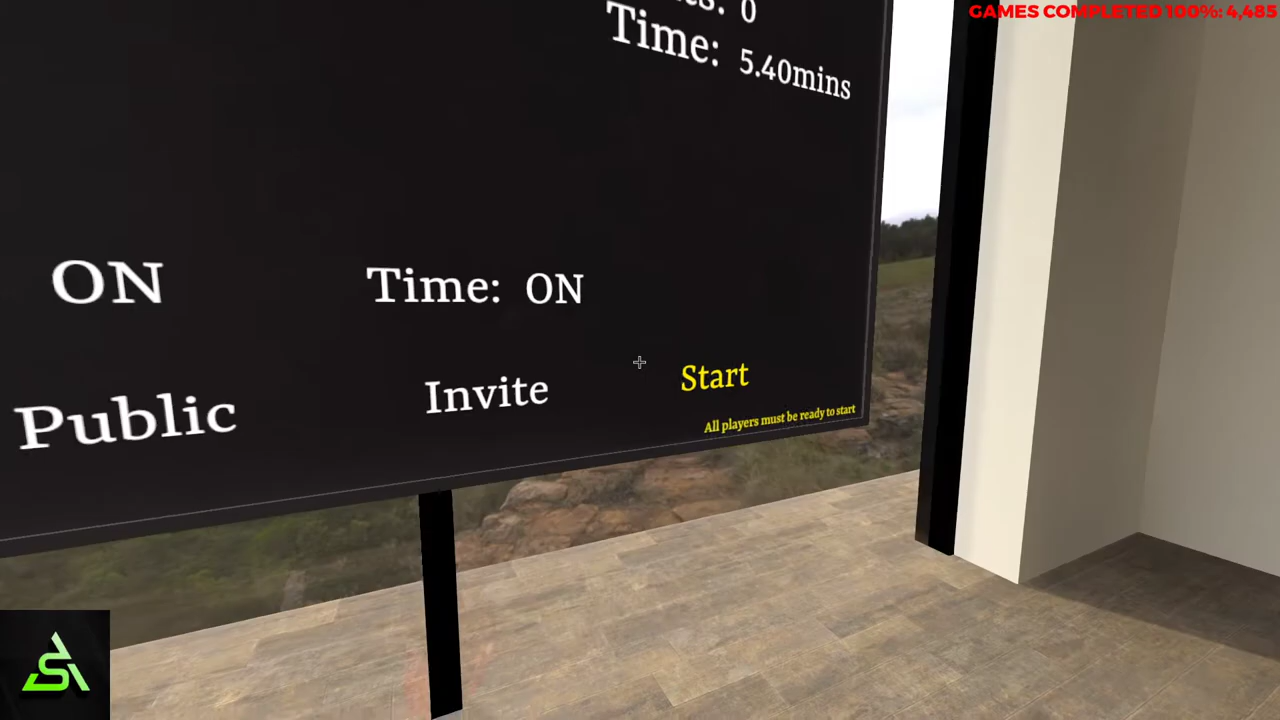 GAMES COMPLETED 100%: 4,485
0
Time: 5.40mins
ON
Time: ON
Public
Invite
Start
All players must be ready to start